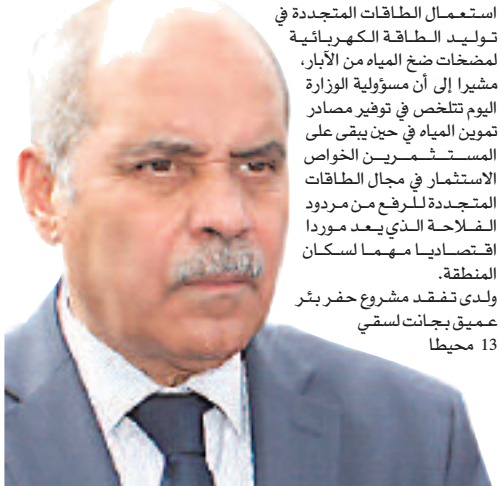 استعمال الطاقات المتجددة في
توليد الطاقة الكهربائية
لمضخات ضخ المياه من الآبار،
مشيرا إلى أن مسؤولية الوزارة
اليوم تتلخص في توفير مصادر
تموين المياه في حين يبقى على
المستثمرين الخواص
الاستثمار في مجال الطاقات
المتجددة للرفع من مردود
الفلاحة الذي يعد موردا
اقتصاديا مهما لسكان
المنطقة.
ولدى تفقد مشروع حفر بئر
عميق بجانت لسقي
13 محيطا